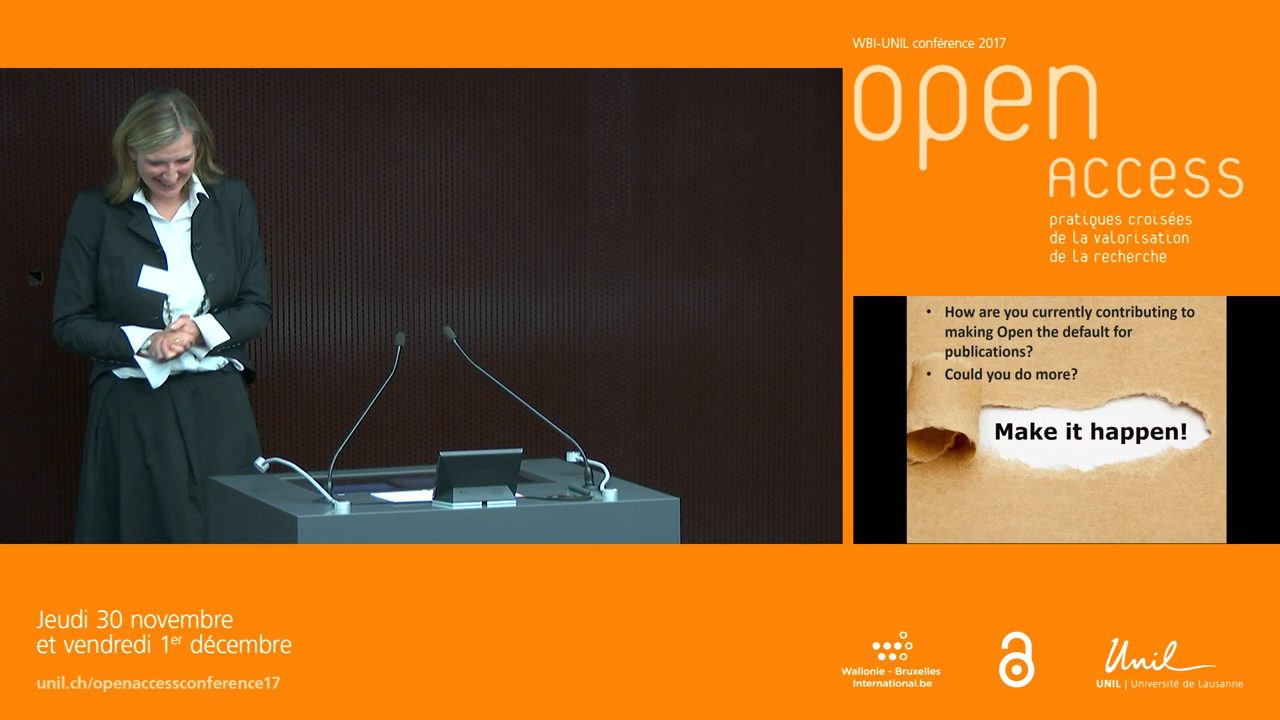 WBI-UNIL conférence 2017
open
access
pratiques croisées
de la valorisation
de la recherche
• How are you currently contributing to
making Open the default for
publications?
• Could you do more?
Make it happen!
Jeudi 30 novembre
et vendredi 1er décembre
unil.ch/openaccessconference17
Wallonie - Bruxelles
International.be
Unil
UNIL | Université de Lausanne